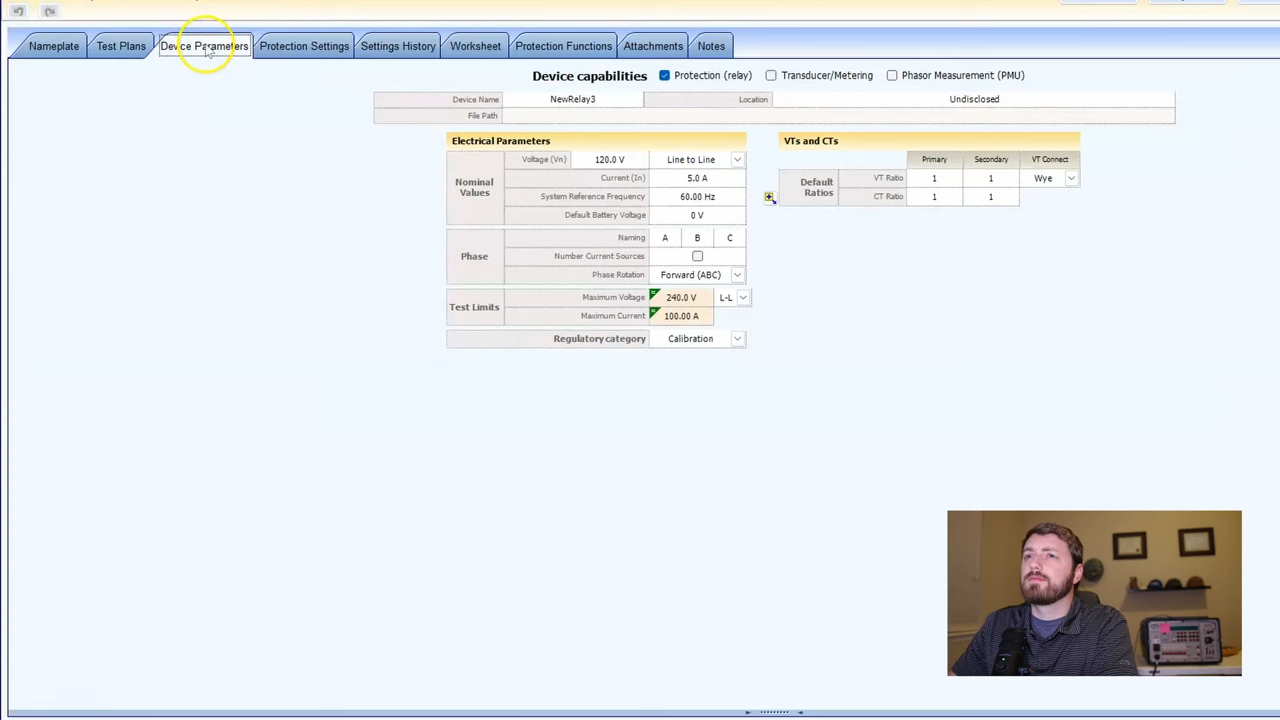 Nameplate Test Plans Device Parameters Protection Settings Settings History Worksheet Protection Functions Attachments Notes
Device capabilities Protection (relay) Transducer/Metering Phasor Measurement (PMU)
Device Name NewRelay3 Location Undisclosed
File Path
Electrical Parameters
Nominal Values
Voltage (Vn) 120.0 V Line to Line
Current (In) 5.0 A
System Reference Frequency 60.00 Hz
Default Battery Voltage 0 V
Phase
Naming A B C
Number Current Sources
Phase Rotation Forward (ABC)
Test Limits
Maximum Voltage 240.0 V L-L
Maximum Current 100.00 A
Regulatory category Calibration
VTs and CTs
Primary Secondary VT Connect
Default Ratios
VT Ratio 1 1 Wye
CT Ratio 1 1